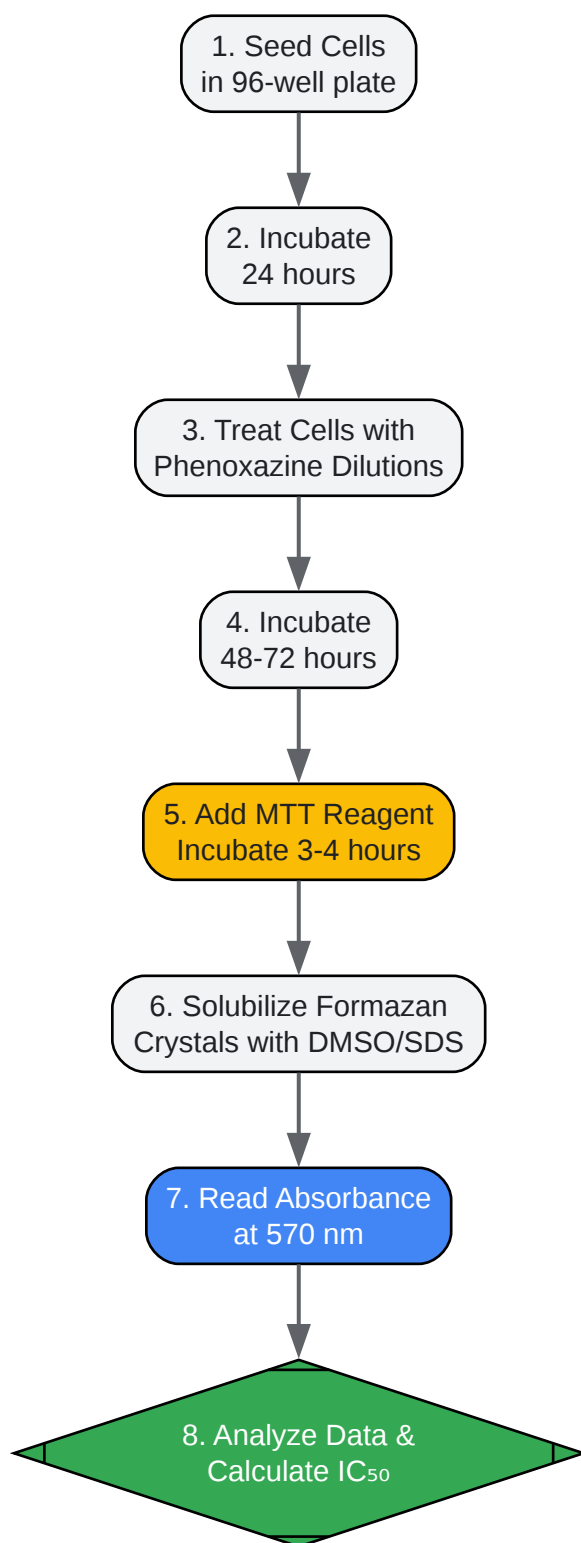 1. Seed Cells
in 96-well plate
2. Incubate
24 hours
3. Treat Cells with
Phenoxazine Dilutions
4. Incubate
48-72 hours
5. Add MTT Reagent
Incubate 3-4 hours
6. Solubilize Formazan
Crystals with DMSO/SDS
7. Read Absorbance
at 570 nm
8. Analyze Data &
Calculate IC₅₀